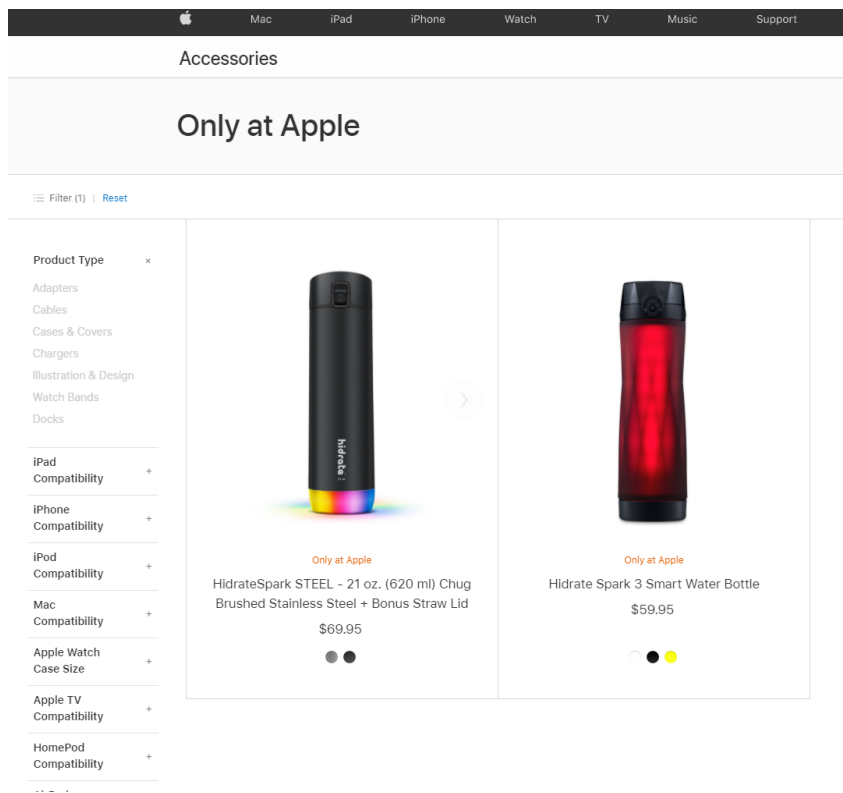 Mac iPad iPhone Watch TV Music Support
Accessories
Only at Apple
Filter (1) | Reset
Product Type ×
Adapters
Cables
Cases & Covers
Chargers
Illustration & Design
Watch Bands
Docks
iPad
Compatibility +
iPhone
Compatibility +
iPod
Compatibility +
Mac
Compatibility +
Apple Watch
Case Size +
Apple TV
Compatibility +
HomePod
Compatibility +
hidrate
Only at Apple
HidrateSpark STEEL - 21 oz. (620 ml) Chug
Brushed Stainless Steel + Bonus Straw Lid
$69.95
Only at Apple
Hidrate Spark 3 Smart Water Bottle
$59.95